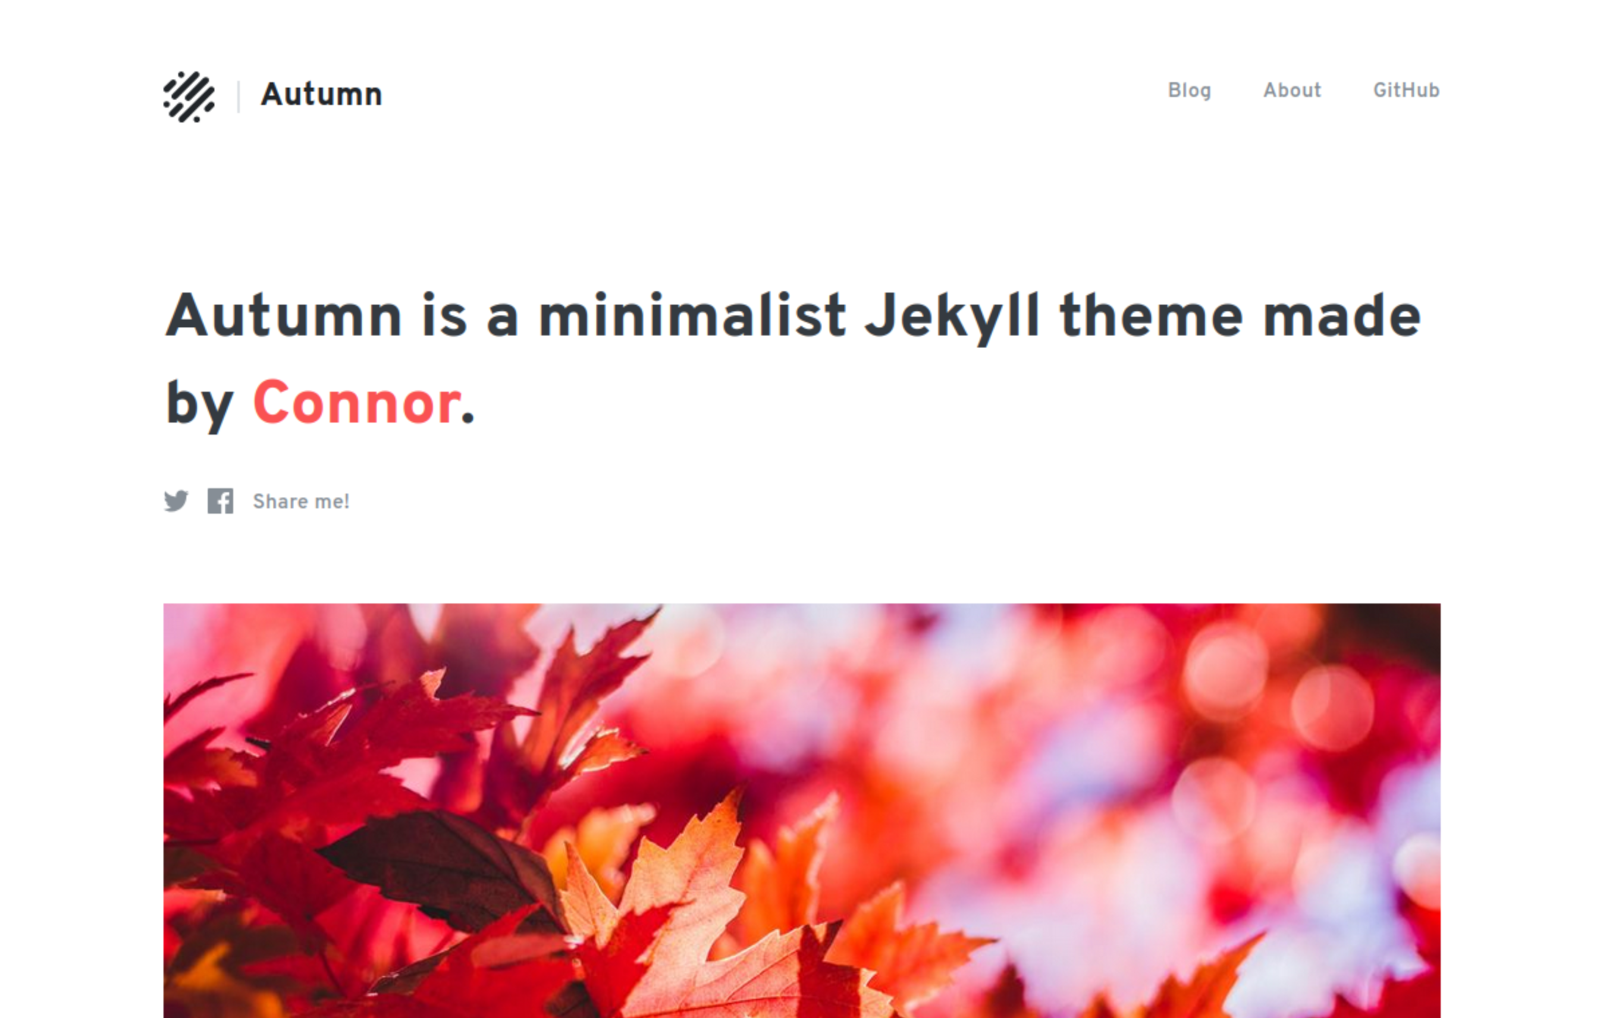 Autumn
Blog About GitHub
Autumn is a minimalist Jekyll theme made
by Connor.
Share me!